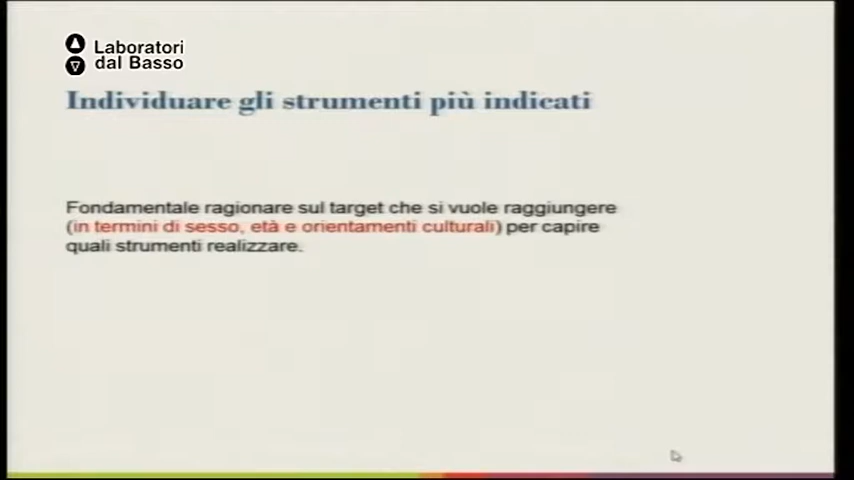 Laboratori
dal Basso
Individuare gli strumenti più indicati
Fondamentale ragionare sul target che si vuole raggiungere
(in termini di sesso, età e orientamenti culturali) per capire
quali strumenti realizzare.